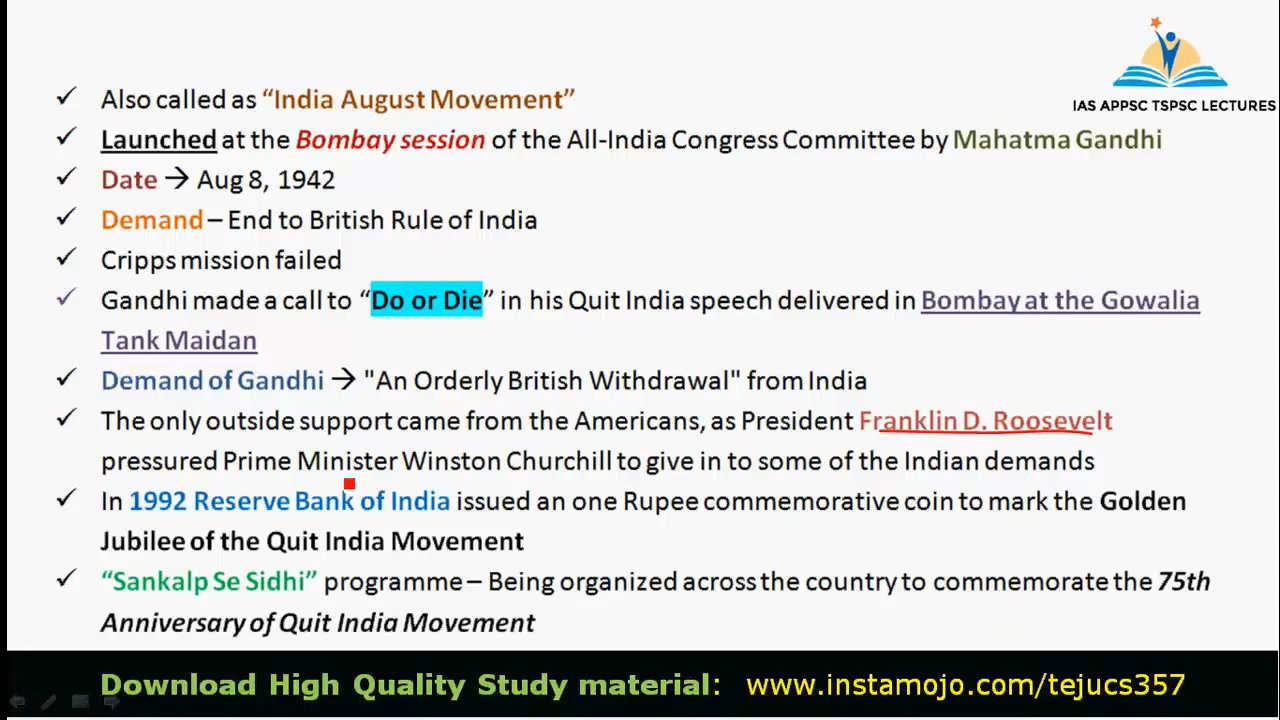 IAS APPSC TSPSC LECTURES
✓ Also called as “India August Movement”
✓ Launched at the Bombay session of the All-India Congress Committee by Mahatma Gandhi
✓ Date → Aug 8, 1942
✓ Demand – End to British Rule of India
✓ Cripps mission failed
✓ Gandhi made a call to “Do or Die” in his Quit India speech delivered in Bombay at the Gowalia
Tank Maidan
✓ Demand of Gandhi → "An Orderly British Withdrawal" from India
✓ The only outside support came from the Americans, as President Franklin D. Roosevelt
pressured Prime Minister Winston Churchill to give in to some of the Indian demands
✓ In 1992 Reserve Bank of India issued an one Rupee commemorative coin to mark the Golden
Jubilee of the Quit India Movement
✓ “Sankalp Se Sidhi” programme – Being organized across the country to commemorate the 75th
Anniversary of Quit India Movement
Download High Quality Study material: www.instamojo.com/tejucs357